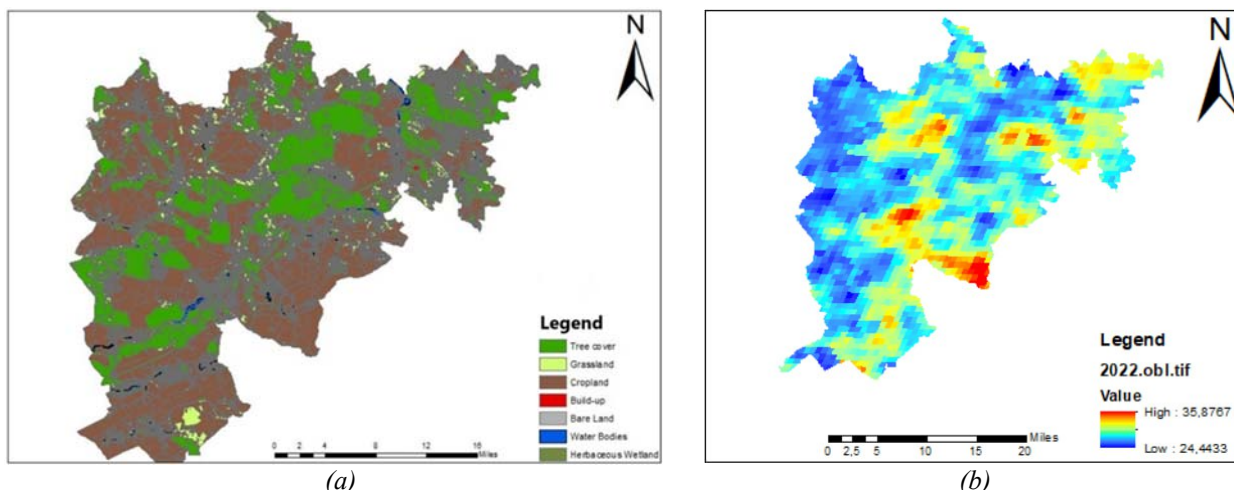 N
Legend
Tree cover
Grassland
Cropland
Build-up
Bare Land
Water Bodies
Herbaceous Wetland
0 2 4 8 12 16
Miles
(a)
N
Legend
2022.obl.tif
Value
High : 35,8767
Low : 24,4433
0 2,5 5 10 15 20
Miles
(b)